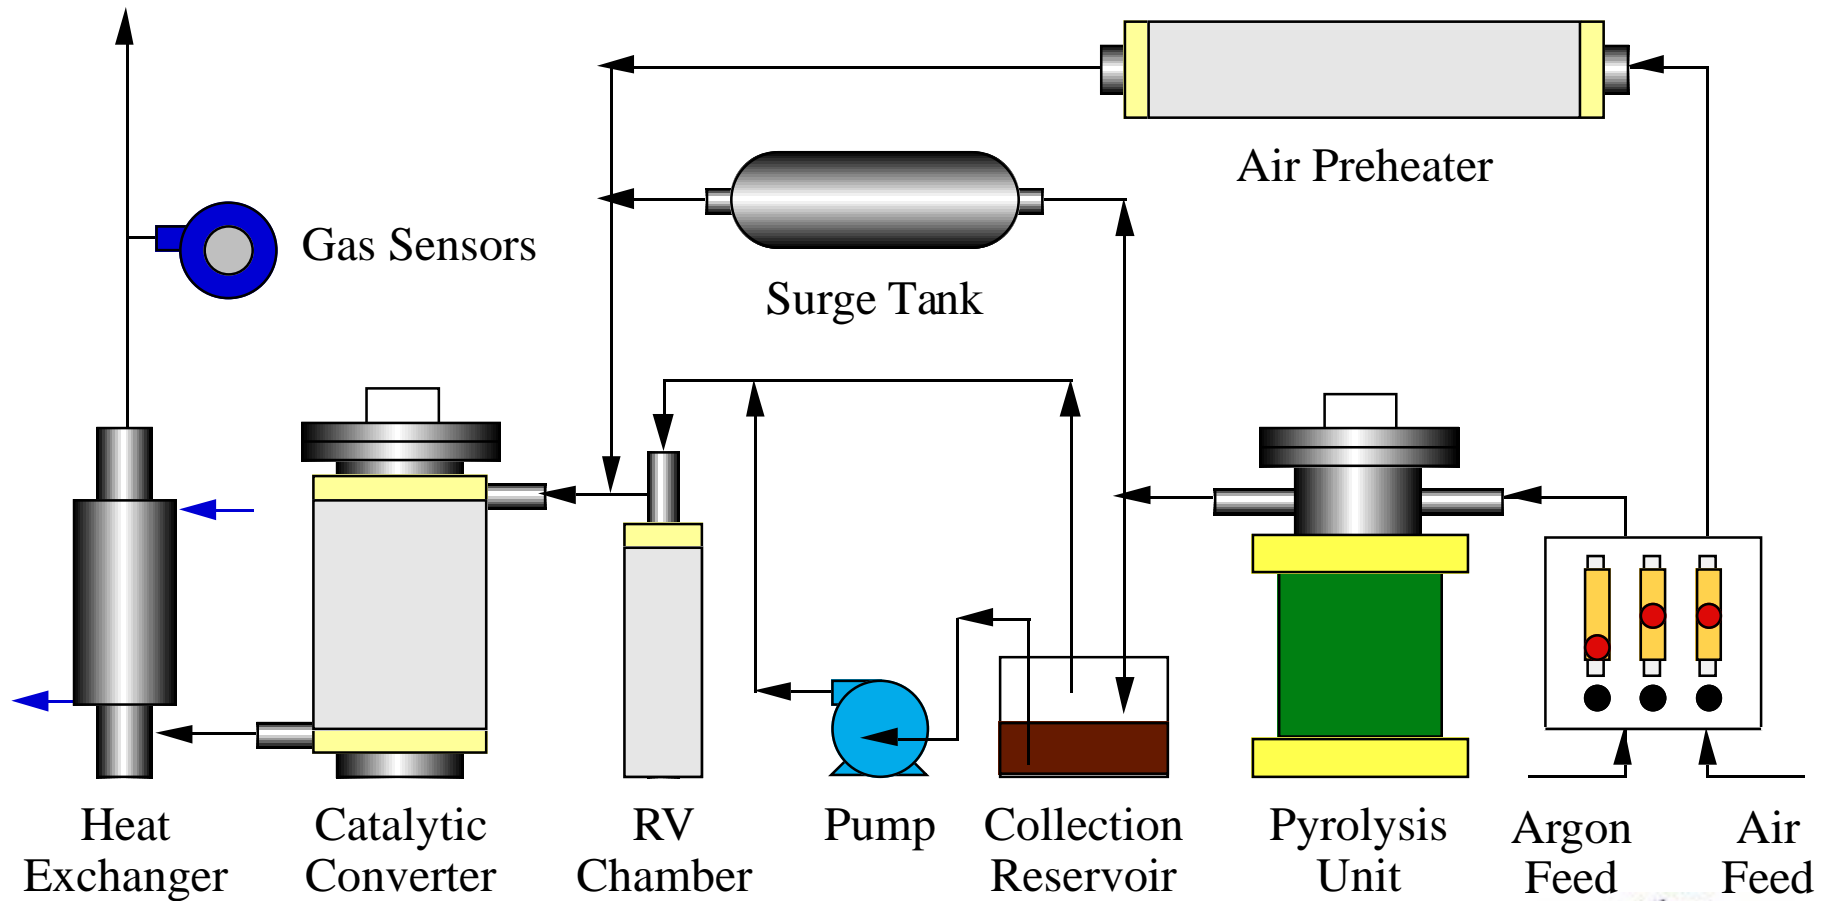 Air Preheater
Gas Sensors
Surge Tank
Heat
Exchanger
Catalytic
Converter
RV
Chamber
Pump
Collection
Reservoir
Pyrolysis
Unit
Argon
Feed
Air
Feed